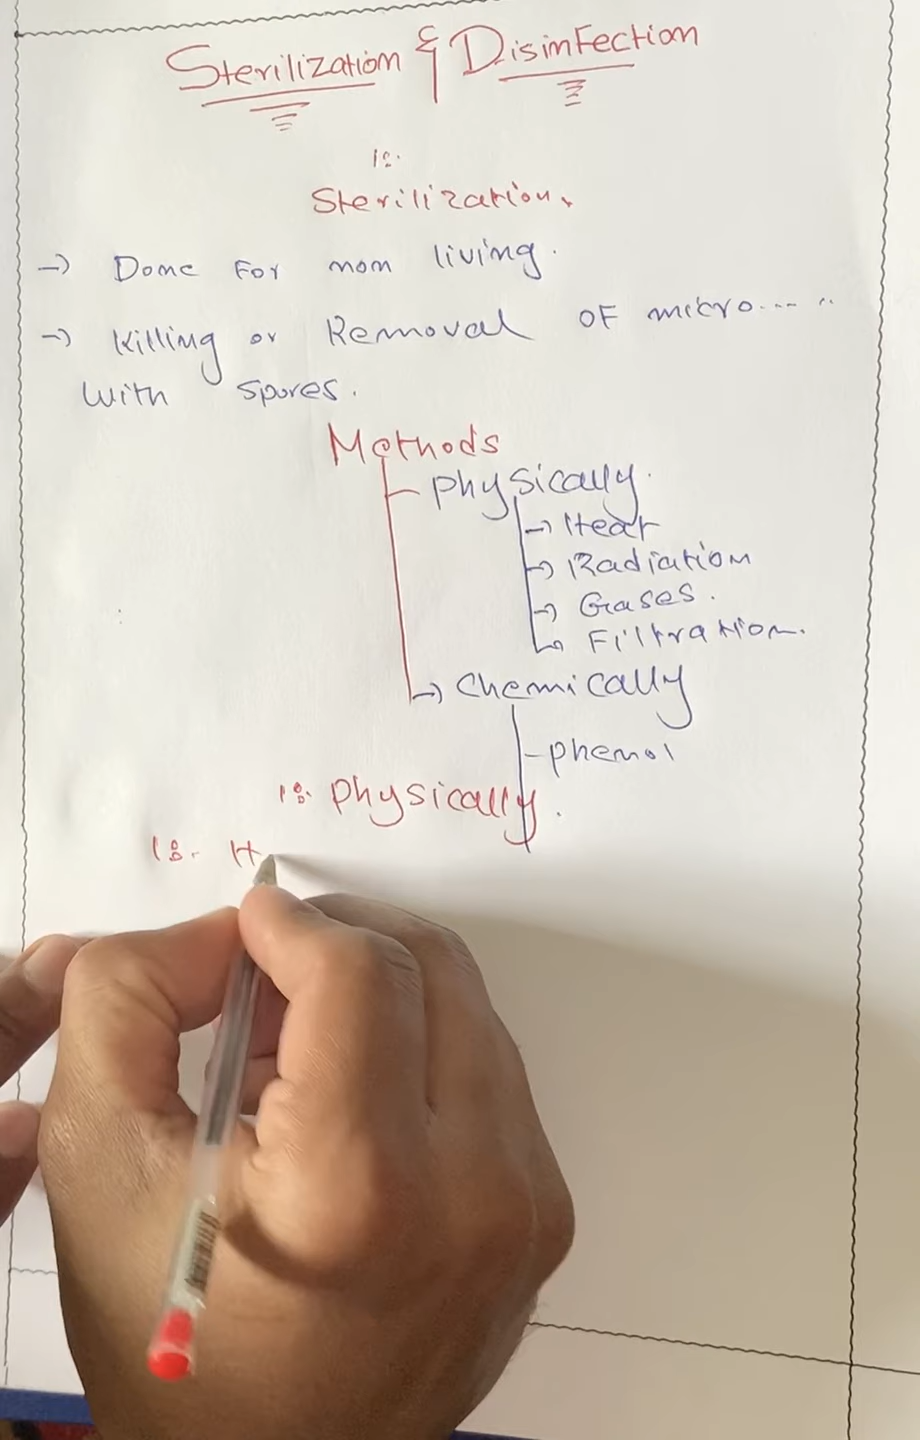 Sterilization & Disinfection
1:
Sterilization.
→ Done For non living.
→ Killing or Removal OF micro.... ..
With spores.
Methods
Physically.
→ Heat
→ Radiation
→ Gases.
→ Filtration.
→ Chemically
- phenol
1: Physically.
1:- H